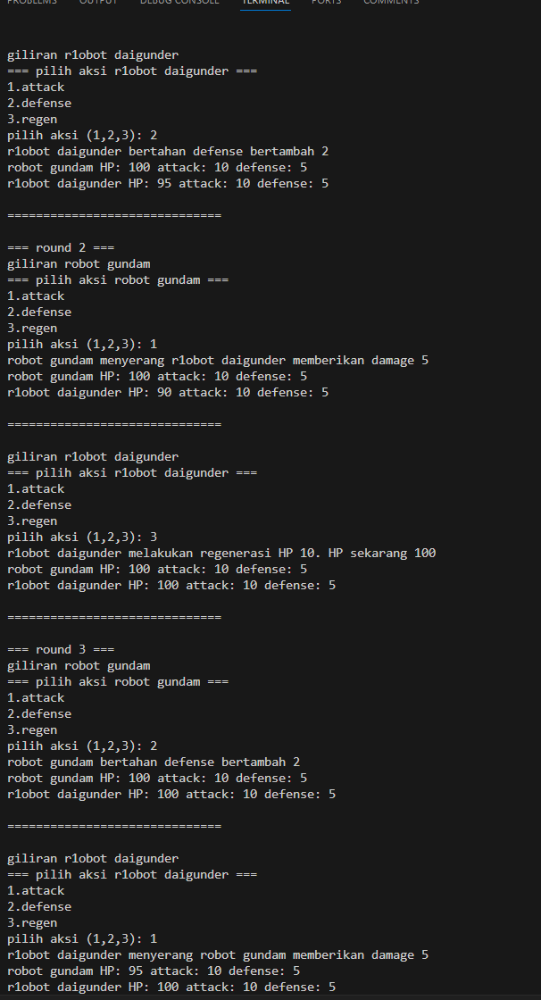 PROBLEMS OUTPUT DEBUG CONSOLE TERMINAL PORTS COMMENTS
giliran r1obot daigunder
=== pilih aksi r1obot daigunder ===
1.attack
2.defense
3.regen
pilih aksi (1,2,3): 2
r1obot daigunder bertahan defense bertambah 2
robot gundam HP: 100 attack: 10 defense: 5
r1obot daigunder HP: 95 attack: 10 defense: 5
==============================
=== round 2 ===
giliran robot gundam
=== pilih aksi robot gundam ===
1.attack
2.defense
3.regen
pilih aksi (1,2,3): 1
robot gundam menyerang r1obot daigunder memberikan damage 5
robot gundam HP: 100 attack: 10 defense: 5
r1obot daigunder HP: 90 attack: 10 defense: 5
==============================
giliran r1obot daigunder
=== pilih aksi r1obot daigunder ===
1.attack
2.defense
3.regen
pilih aksi (1,2,3): 3
r1obot daigunder melakukan regenerasi HP 10. HP sekarang 100
robot gundam HP: 100 attack: 10 defense: 5
r1obot daigunder HP: 100 attack: 10 defense: 5
==============================
=== round 3 ===
giliran robot gundam
=== pilih aksi robot gundam ===
1.attack
2.defense
3.regen
pilih aksi (1,2,3): 2
robot gundam bertahan defense bertambah 2
robot gundam HP: 100 attack: 10 defense: 5
r1obot daigunder HP: 100 attack: 10 defense: 5
==============================
giliran r1obot daigunder
=== pilih aksi r1obot daigunder ===
1.attack
2.defense
3.regen
pilih aksi (1,2,3): 1
r1obot daigunder menyerang robot gundam memberikan damage 5
robot gundam HP: 95 attack: 10 defense: 5
r1obot daigunder HP: 100 attack: 10 defense: 5